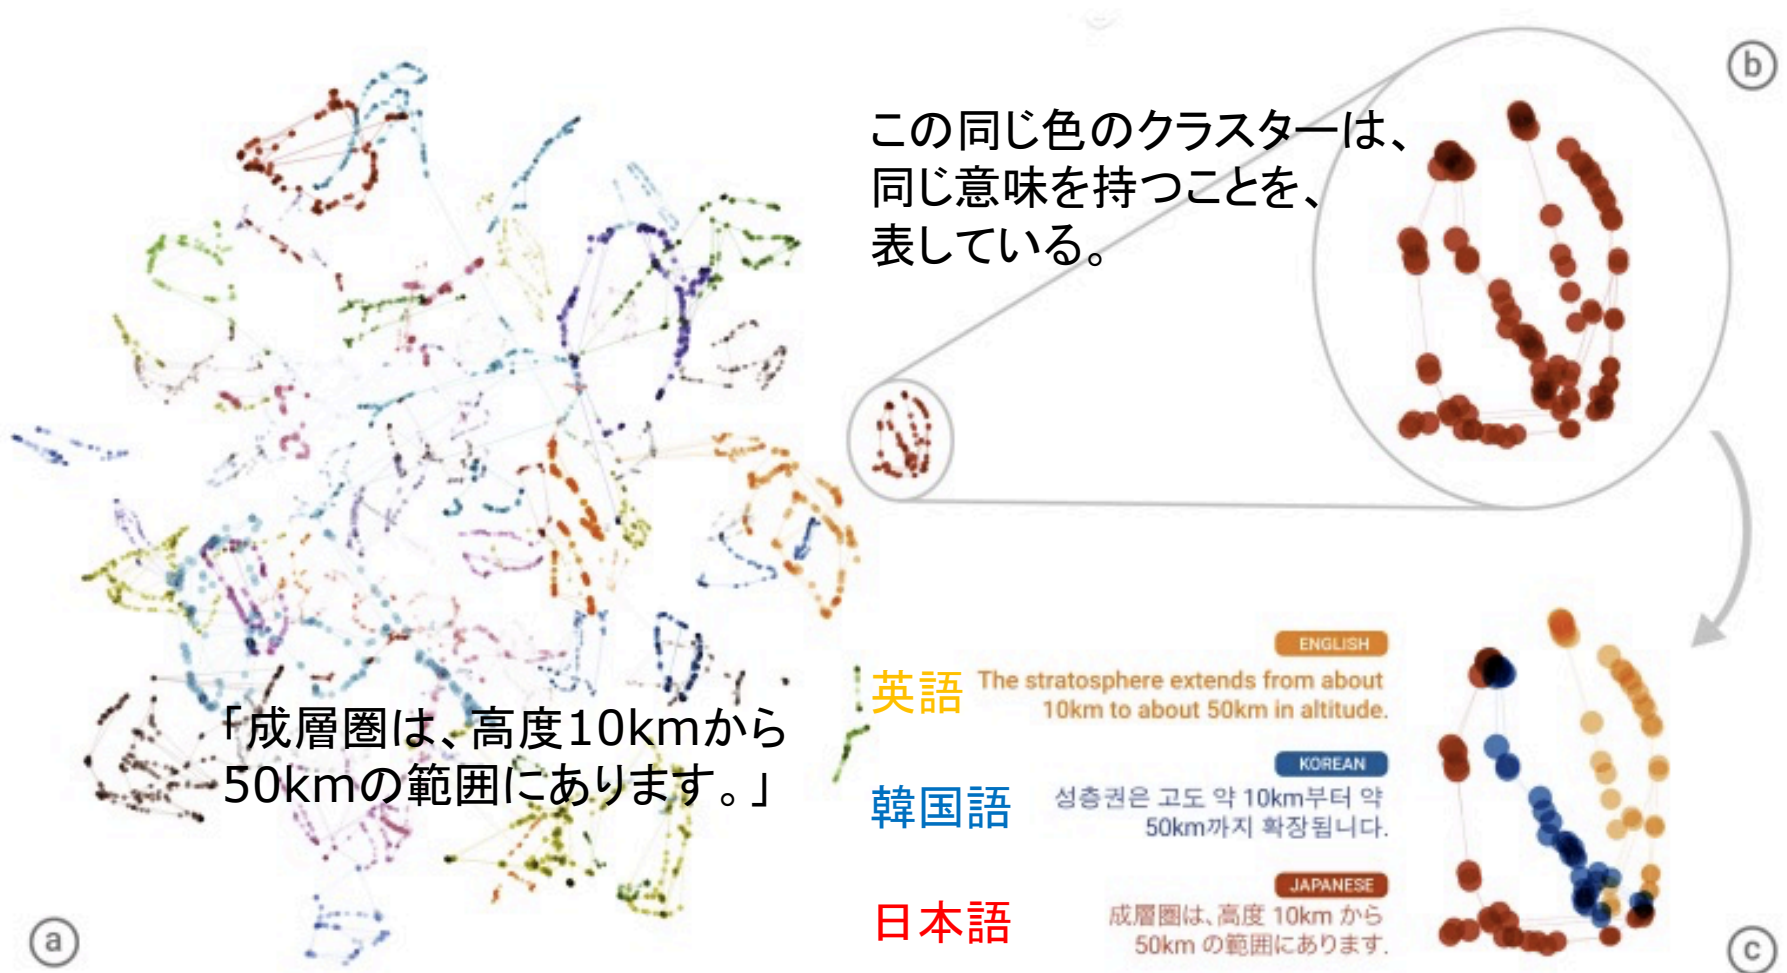 この同じ色のクラスターは、
同じ意味を持つことを、
表している。
b
「成層圏は、高度10kmから
50kmの範囲にあります。」
a
英語
ENGLISH
The stratosphere extends from about
10km to about 50km in altitude.
韓国語
KOREAN
성층권은 고도 약 10km부터 약
50km까지 확장됩니다.
日本語
JAPANESE
成層圏は、高度 10km から
50km の範囲にあります.
c